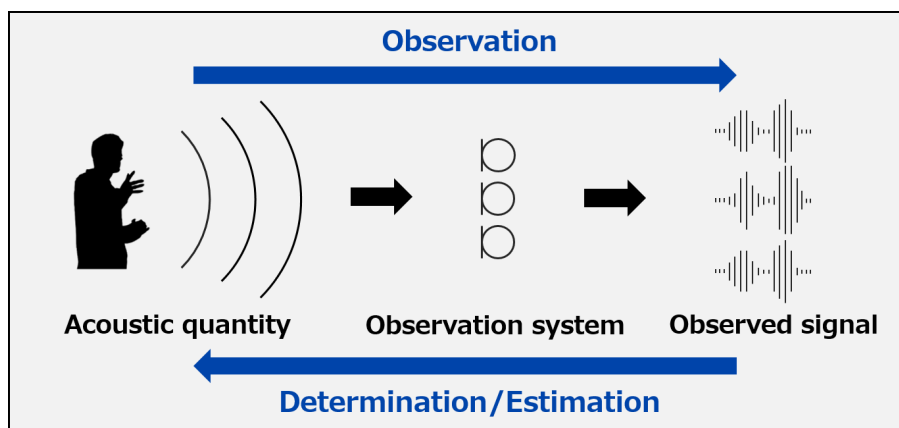 Observation
Acoustic quantity
Observation system
Observed signal
Determination/Estimation